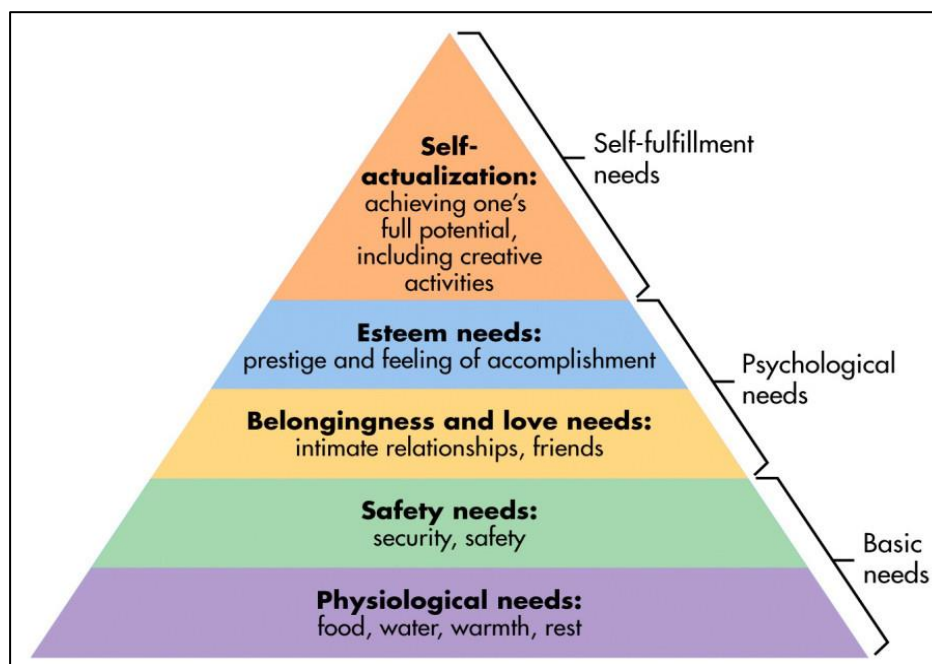 Self-
actualization:
achieving one's
full potential,
including creative
activities
Self-fulfillment
needs
Esteem needs:
prestige and feeling of accomplishment
Psychological
needs
Belongingness and love needs:
intimate relationships, friends
Safety needs:
security, safety
Basic
needs
Physiological needs:
food, water, warmth, rest